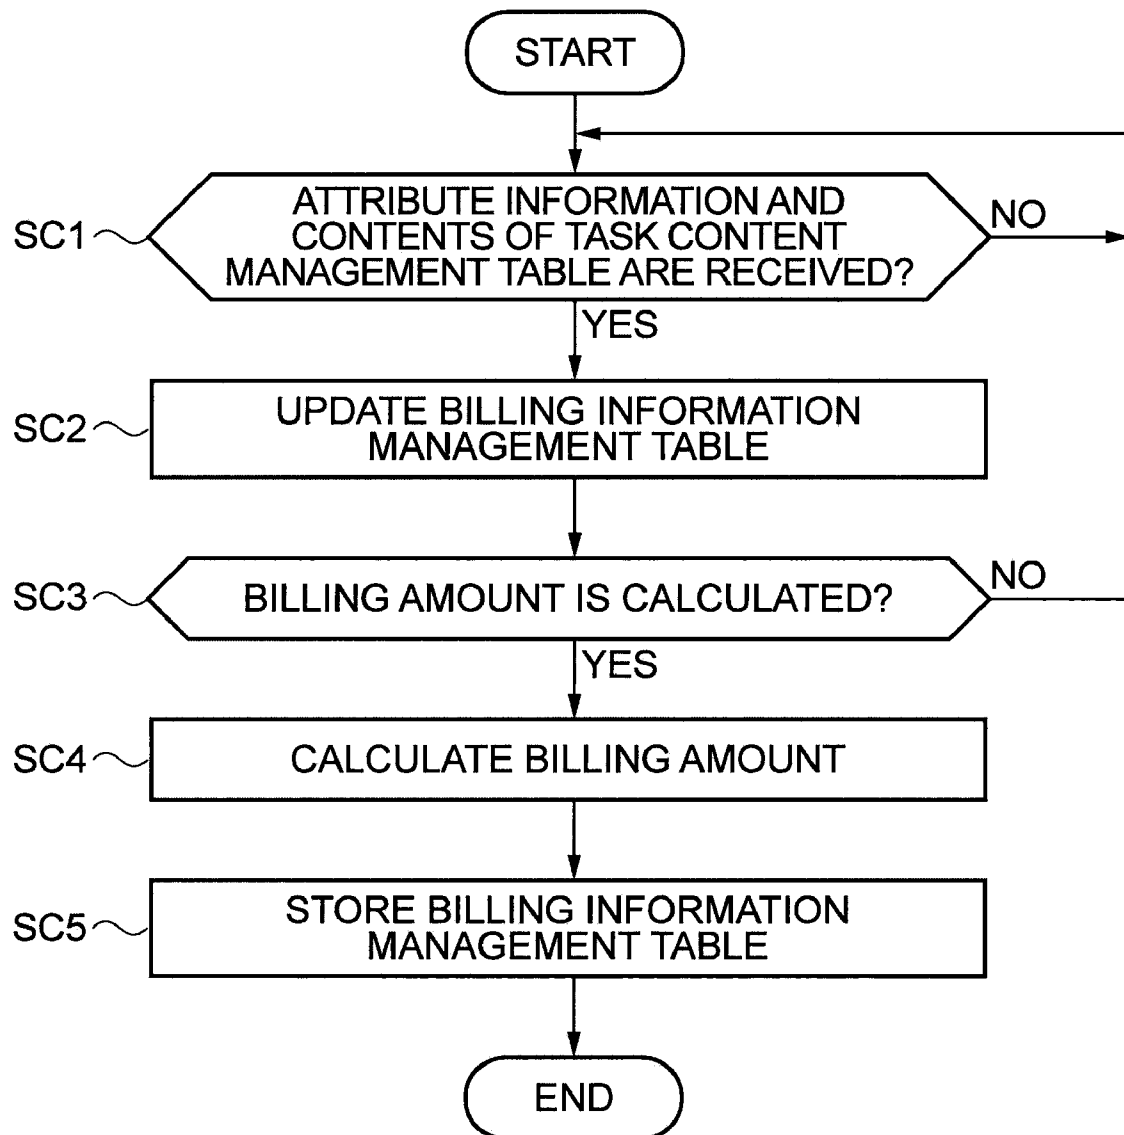 START
ATTRIBUTE INFORMATION AND
CONTENTS OF TASK CONTENT
MANAGEMENT TABLE ARE RECEIVED?
SC1
NO
YES
UPDATE BILLING INFORMATION
MANAGEMENT TABLE
SC2
BILLING AMOUNT IS CALCULATED?
SC3
NO
YES
CALCULATE BILLING AMOUNT
SC4
STORE BILLING INFORMATION
MANAGEMENT TABLE
SC5
END